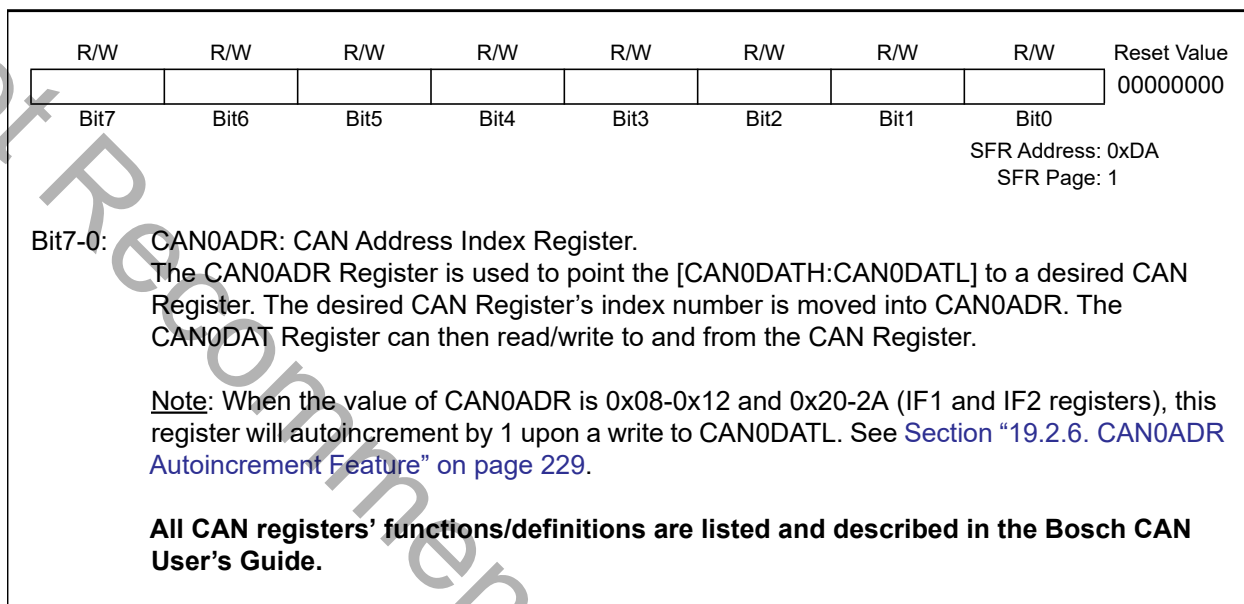 R/W R/W R/W R/W R/W R/W R/W R/W Reset Value
00000000
Bit7 Bit6 Bit5 Bit4 Bit3 Bit2 Bit1 Bit0
SFR Address: 0xDA
SFR Page: 1
Bit7-0: CAN0ADR: CAN Address Index Register.
The CAN0ADR Register is used to point the [CAN0DATH:CAN0DATL] to a desired CAN
Register. The desired CAN Register’s index number is moved into CAN0ADR. The
CAN0DAT Register can then read/write to and from the CAN Register.
Note: When the value of CAN0ADR is 0x08-0x12 and 0x20-2A (IF1 and IF2 registers), this
register will autoincrement by 1 upon a write to CAN0DATL. See Section “19.2.6. CAN0ADR
Autoincrement Feature” on page 229.
All CAN registers’ functions/definitions are listed and described in the Bosch CAN
User’s Guide.